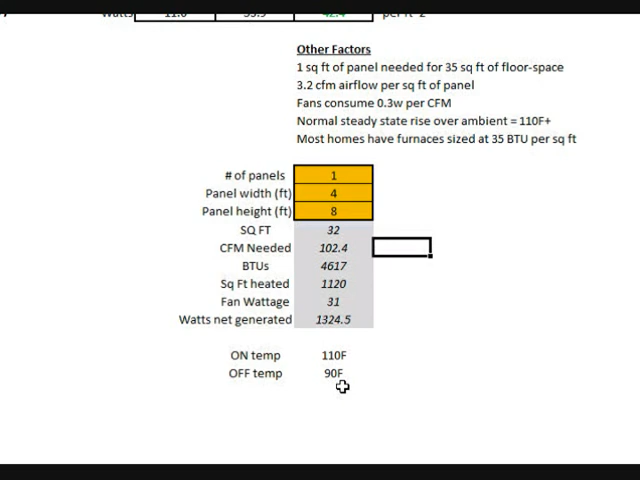 Other Factors
1 sq ft of panel needed for 35 sq ft of floor-space
3.2 cfm airflow per sq ft of panel
Fans consume 0.3w per CFM
Normal steady state rise over ambient = 110F+
Most homes have furnaces sized at 35 BTU per sq ft
# of panels 1
Panel width (ft) 4
Panel height (ft) 8
SQ FT 32
CFM Needed 102.4
BTUs 4617
Sq Ft heated 1120
Fan Wattage 31
Watts net generated 1324.5
ON temp 110F
OFF temp 90F